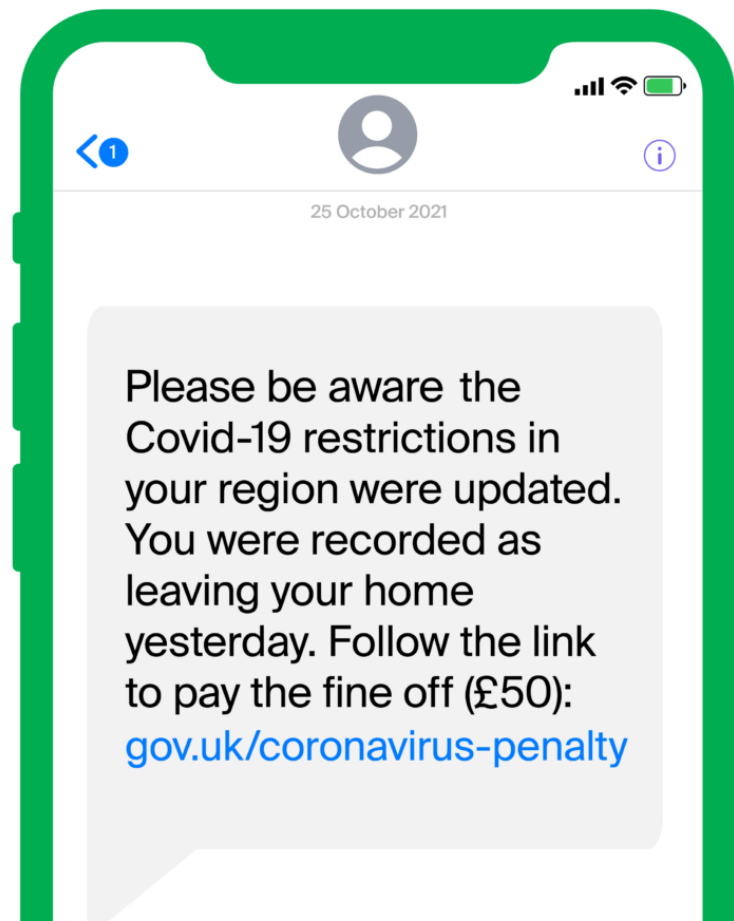 1
25 October 2021
Please be aware the
Covid-19 restrictions in
your region were updated.
You were recorded as
leaving your home
yesterday. Follow the link
to pay the fine off (£50):
gov.uk/coronavirus-penalty